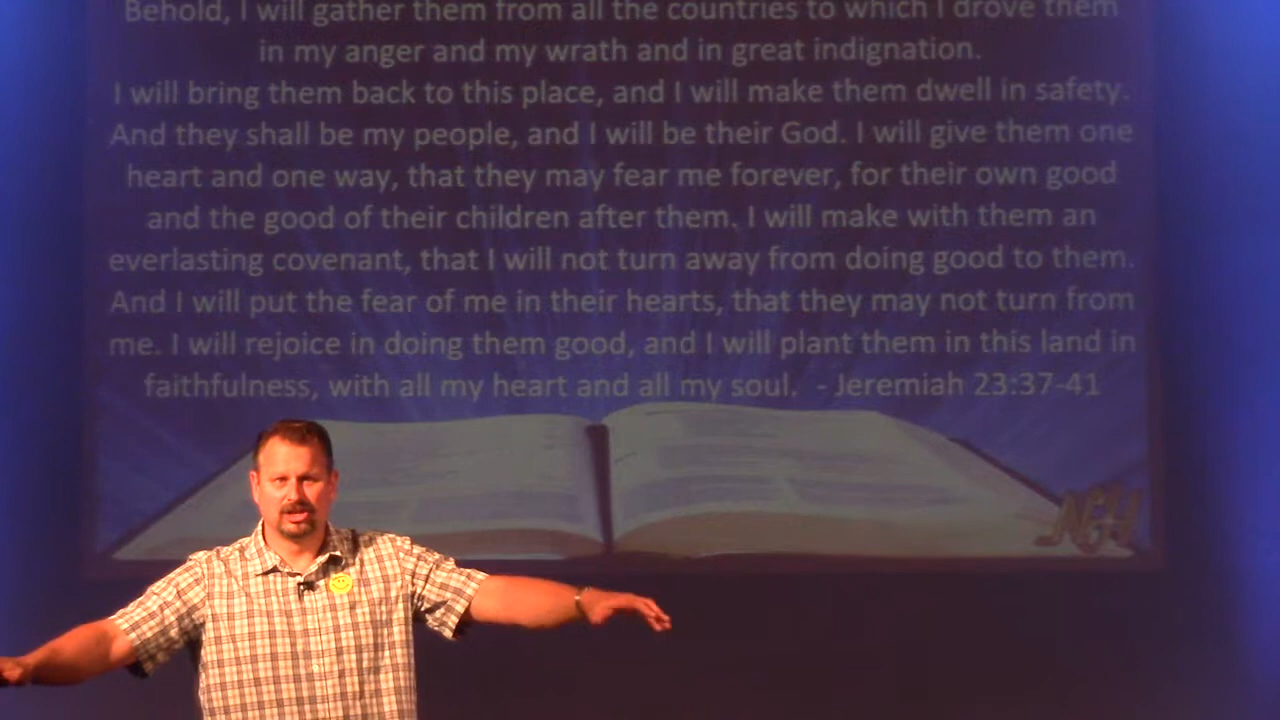 Behold, I will gather them from all the countries to which I drove them
in my anger and my wrath and in great indignation.
I will bring them back to this place, and I will make them dwell in safety.
And they shall be my people, and I will be their God. I will give them one
heart and one way, that they may fear me forever, for their own good
and the good of their children after them. I will make with them an
everlasting covenant, that I will not turn away from doing good to them.
And I will put the fear of me in their hearts, that they may not turn from
me. I will rejoice in doing them good, and I will plant them in this land in
faithfulness, with all my heart and all my soul. - Jeremiah 23:37-41